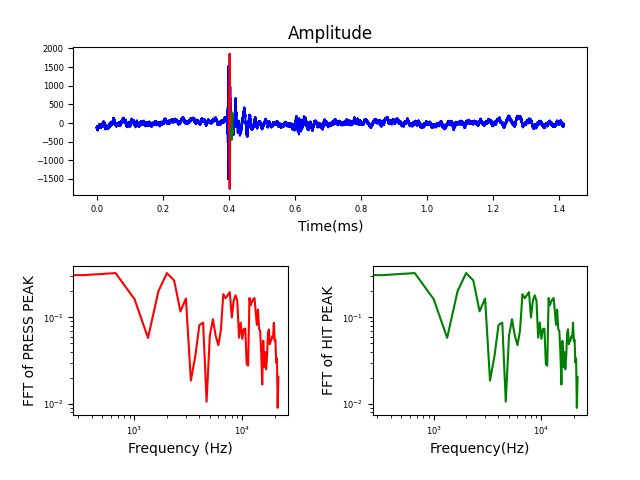 Amplitude
2000
1500
1000
500
0
−500
−1000
−1500
0.0 0.2 0.4 0.6 0.8 1.0 1.2 1.4
Time(ms)
FFT of PRESS PEAK
10⁻¹
10⁻²
10³ 10⁴
Frequency (Hz)
FFT of HIT PEAK
10⁻¹
10⁻²
10³ 10⁴
Frequency(Hz)